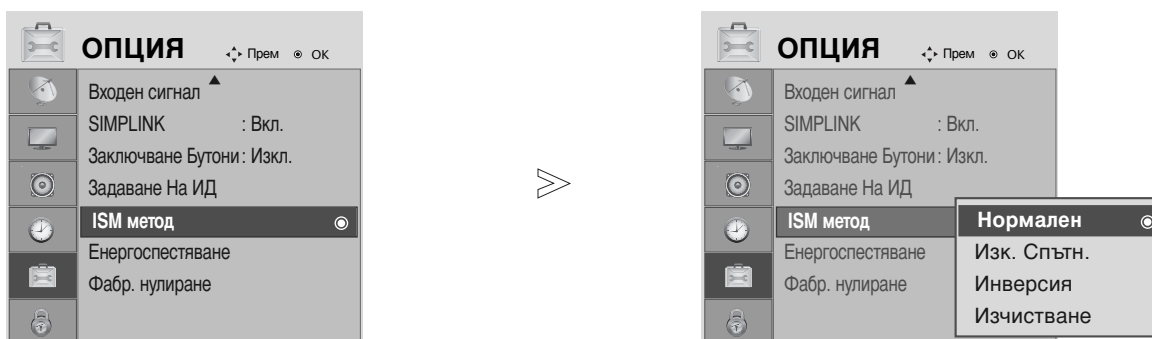 ОПЦИЯ Прем OK
Входен сигнал
SIMPLINK : Вкл.
Заключване Бутони : Изкл.
Задаване На ИД
ISM метод
Енергоспестяване
Фабр. нулиране
ОПЦИЯ Прем OK
Входен сигнал
SIMPLINK : Вкл.
Заключване Бутони : Изкл.
Задаване На ИД
ISM метод
Енергоспестяване
Фабр. нулиране
Нормален
Изк. Спътн.
Инверсия
Изчистване